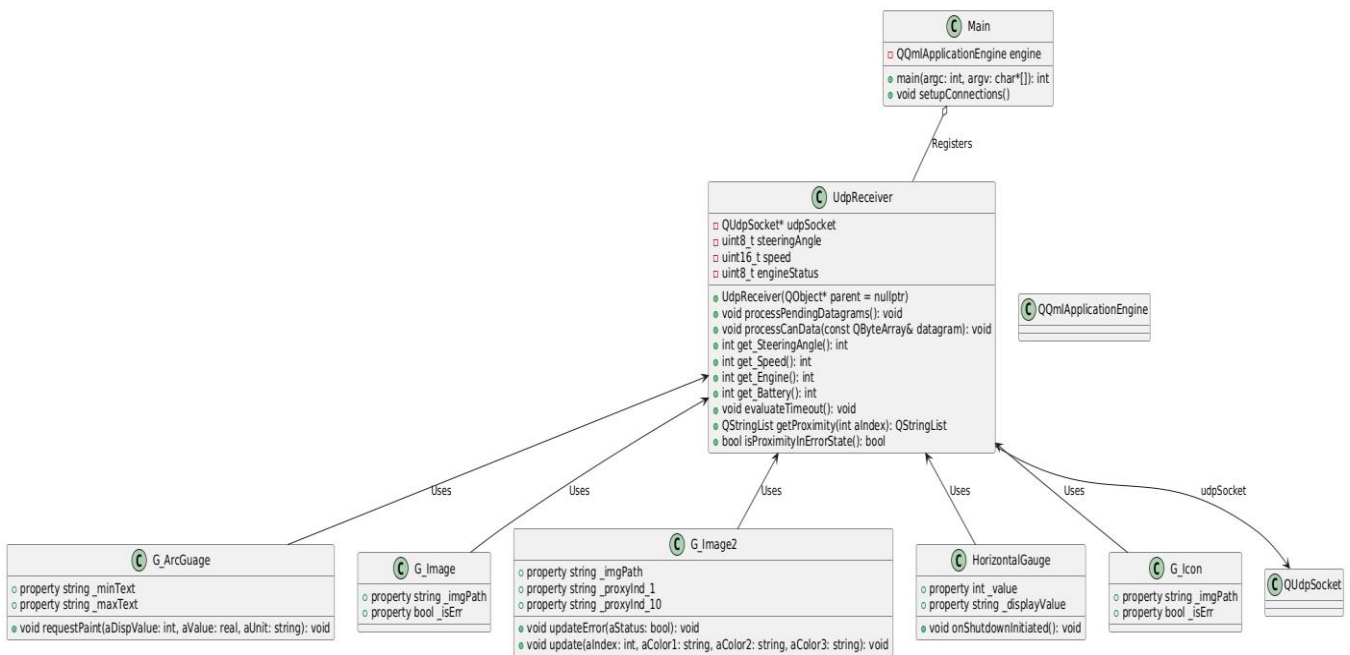 C Main
QQmlApplicationEngine engine
main(argc: int, argv: char*[]): int
void setupConnections()
Registers
C UdpReceiver
QUdpSocket* udpSocket
uint8_t steeringAngle
uint16_t speed
uint8_t engineStatus
UdpReceiver(QObject* parent = nullptr)
void processPendingDatagrams(): void
void processCanData(const QByteArray& datagram): void
int get_SteeringAngle(): int
int get_Speed(): int
int get_Engine(): int
int get_Battery(): int
void evaluateTimeout(): void
QStringList getProximity(int aIndex): QStringList
bool isProximityInErrorState(): bool
C QQmlApplicationEngine
Uses
Uses
Uses
Uses
Uses
udpSocket
C G_ArcGuage
property string _minText
property string _maxText
void requestPaint(aDispValue: int, aValue: real, aUnit: string): void
C G_Image
property string _imgPath
property bool _isErr
C G_Image2
property string _imgPath
property string _proxyInd_1
property string _proxyInd_10
void updateError(aStatus: bool): void
void update(aIndex: int, aColor1: string, aColor2: string, aColor3: string): void
C HorizontalGauge
property int _value
property string _displayValue
void onShutdownInitiated(): void
C G_Icon
property string _imgPath
property bool _isErr
C QUdpSocket